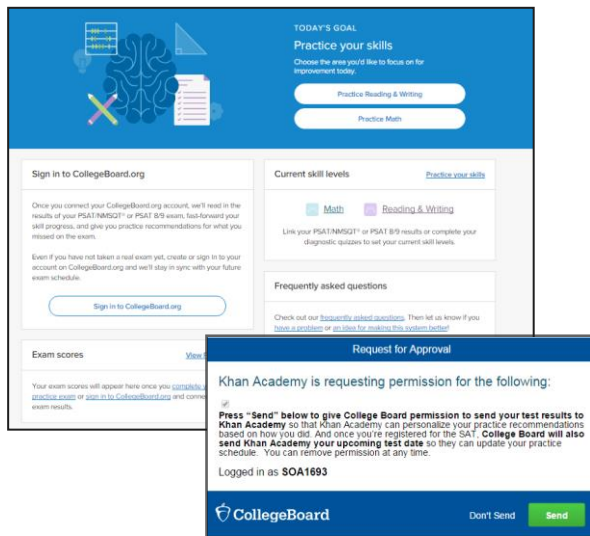 TODAY'S GOAL
Practice your skills
Choose the area you'd like to focus on for
improvement today.
Practice Reading & Writing
Practice Math
Sign in to CollegeBoard.org
Once you connect your CollegeBoard.org account, we'll read in the
results of your PSAT/NMSQT® or PSAT 8/9 exam, fast-forward your
skill progress, and give you practice recommendations for what you
missed on the exam.
Even if you have not taken a real exam yet, create or sign in to your
account on CollegeBoard.org and we'll stay in sync with your future
exam schedule.
Sign in to CollegeBoard.org
Current skill levels
Practice your skills
Math
Reading & Writing
Link your PSAT/NMSQT® or PSAT 8/9 results or complete your
diagnostic quizzes to set your current skill levels.
Frequently asked questions
Check out our frequently asked questions. Then let us know if you
have a problem or an idea for making this system better!
Exam scores
View
Your exam scores will appear here once you complete
practice exam or sign in to CollegeBoard.org and conne
exam results.
Request for Approval
Khan Academy is requesting permission for the following:
Press “Send” below to give College Board permission to send your test results to
Khan Academy so that Khan Academy can personalize your practice recommendations
based on how you did. And once you're registered for the SAT, College Board will also
send Khan Academy your upcoming test date so they can update your practice
schedule. You can remove permission at any time.
Logged in as SOA1693
CollegeBoard
Don't Send
Send